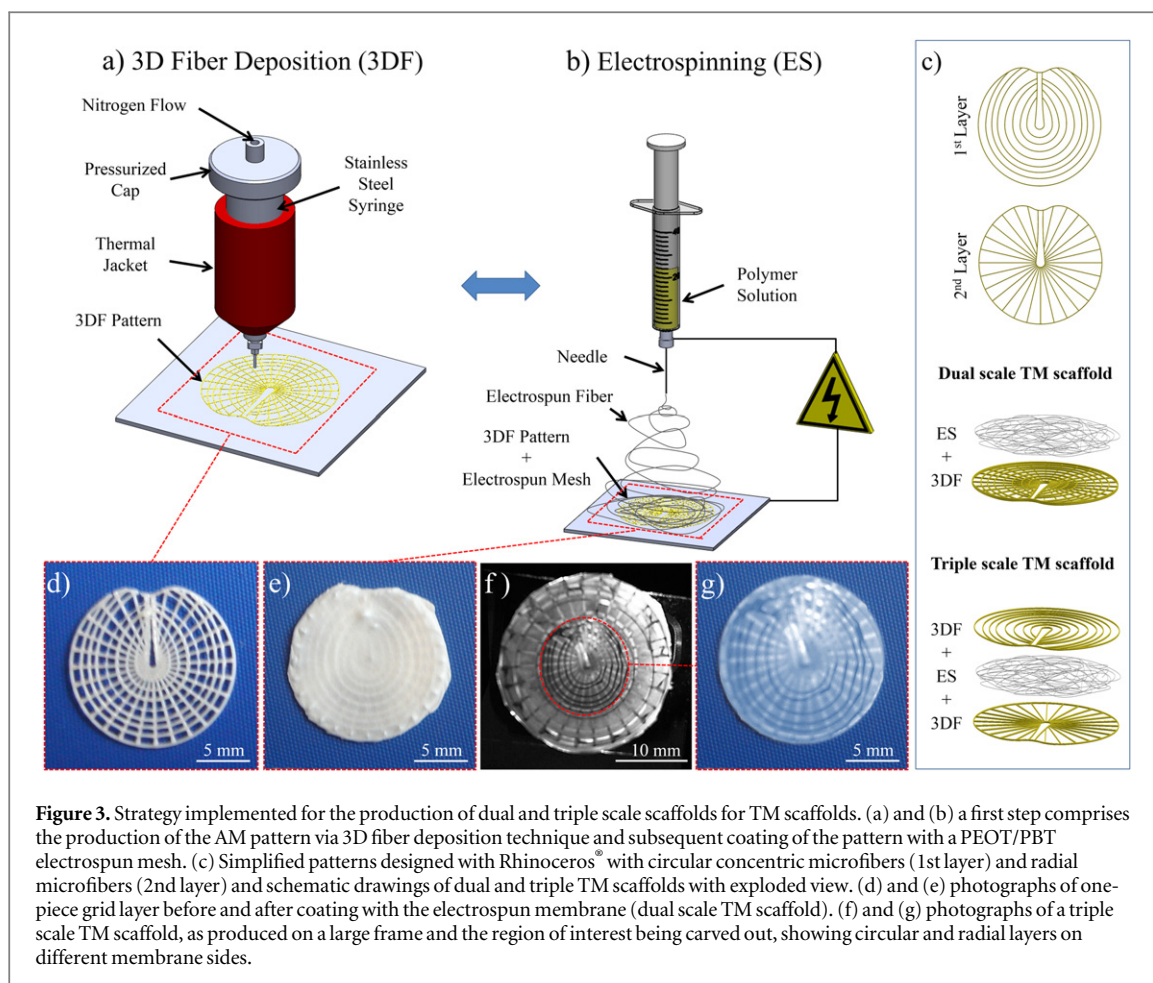 a) 3D Fiber Deposition (3DF)
Nitrogen Flow
Pressurized
Cap
Stainless
Steel
Syringe
Thermal
Jacket
3DF Pattern
b) Electrospinning (ES)
Polymer
Solution
Needle
Electrospun Fiber
3DF Pattern
+
Electrospun Mesh
c)
1st Layer
2nd Layer
Dual scale TM scaffold
ES
+
3DF
Triple scale TM scaffold
3DF
+
ES
+
3DF
d)
5 mm
e)
5 mm
f)
10 mm
g)
5 mm
Figure 3. Strategy implemented for the production of dual and triple scale scaffolds for TM scaffolds. (a) and (b) a first step comprises
the production of the AM pattern via 3D fiber deposition technique and subsequent coating of the pattern with a PEOT/PBT
electrospun mesh. (c) Simplified patterns designed with Rhinoceros® with circular concentric microfibers (1st layer) and radial
microfibers (2nd layer) and schematic drawings of dual and triple TM scaffolds with exploded view. (d) and (e) photographs of one-
piece grid layer before and after coating with the electrospun membrane (dual scale TM scaffold). (f) and (g) photographs of a triple
scale TM scaffold, as produced on a large frame and the region of interest being carved out, showing circular and radial layers on
different membrane sides.